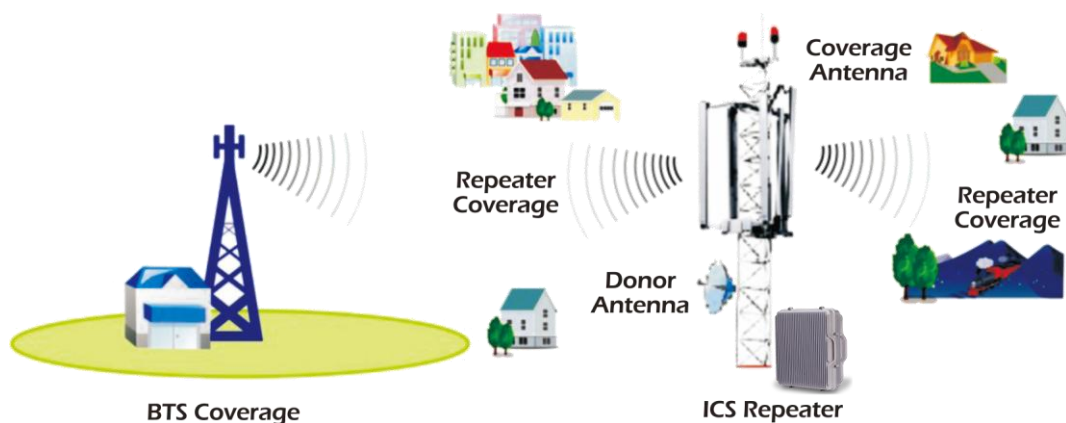 Coverage
Antenna
Repeater
Coverage
Repeater
Coverage
Donor
Antenna
BTS Coverage
ICS Repeater